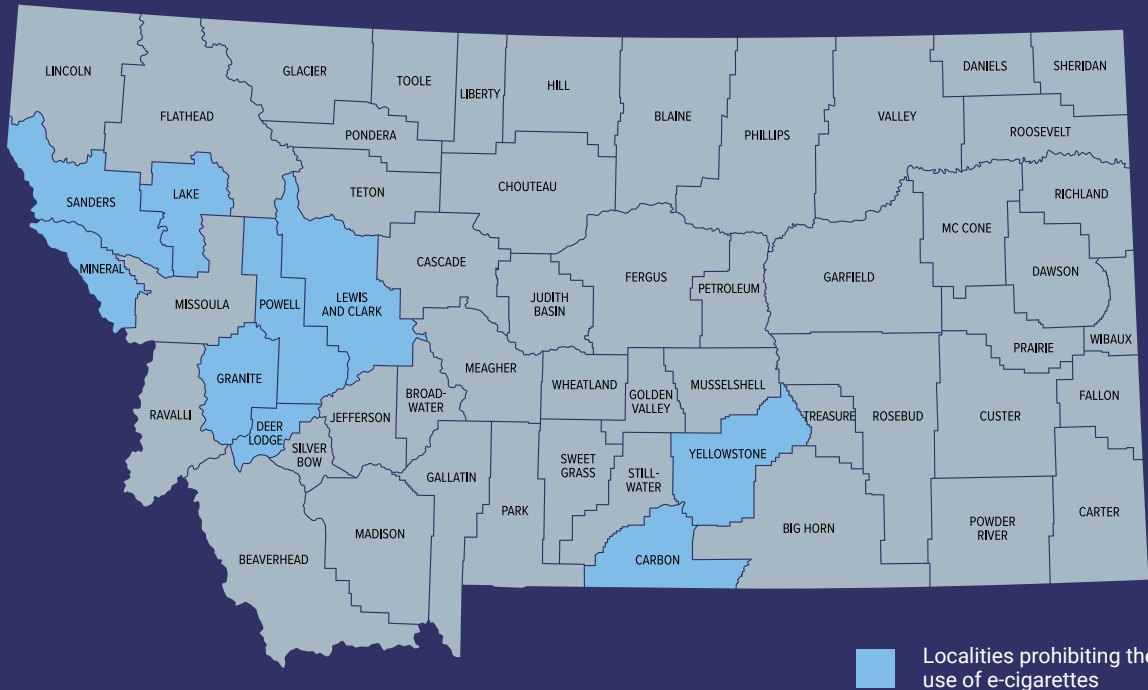 LINCOLN
GLACIER
TOOLE
LIBERTY
HILL
BLAINE
PHILLIPS
VALLEY
DANIELS
SHERIDAN
FLATHEAD
PONDERA
ROOSEVELT
SANDERS
LAKE
TETON
CHOUTEAU
RICHLAND
MC CONE
MINERAL
MISSOULA
POWELL
LEWIS
AND CLARK
CASCADE
JUDITH
BASIN
FERGUS
PETROLEUM
GARFIELD
DAWSON
PRAIRIE
WIBAUX
GRANITE
MEAGHER
WHEATLAND
GOLDEN
VALLEY
MUSSELSHELL
RAVALLI
DEER
LODGE
SILVER
BOW
JEFFERSON
BROAD-
WATER
TREASURE
ROSEBUD
CUSTER
FALLON
GALLATIN
SWEET
GRASS
STILL-
WATER
YELLOWSTONE
PARK
BEAVERHEAD
MADISON
CARBON
BIG HORN
POWDER
RIVER
CARTER
Localities prohibiting the
use of e-cigarettes